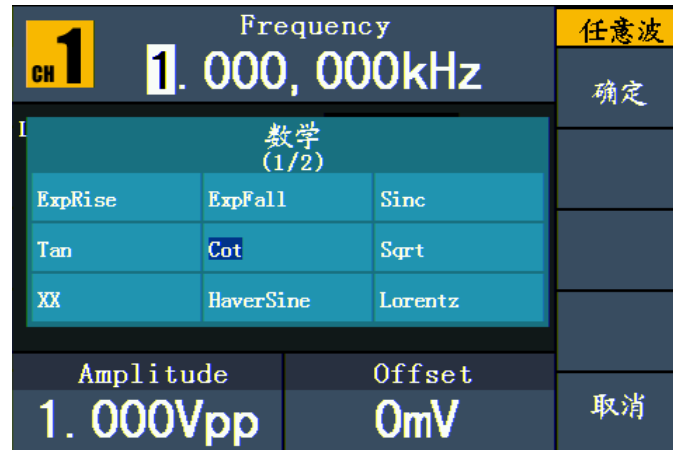 CH 1
Frequency
1.000,000kHz
任意波
确定
数学
(1/2)
ExpRise ExpFall Sinc
Tan Cot Sqrt
XX HaverSine Lorentz
Amplitude Offset
1.000Vpp 0mV
取消